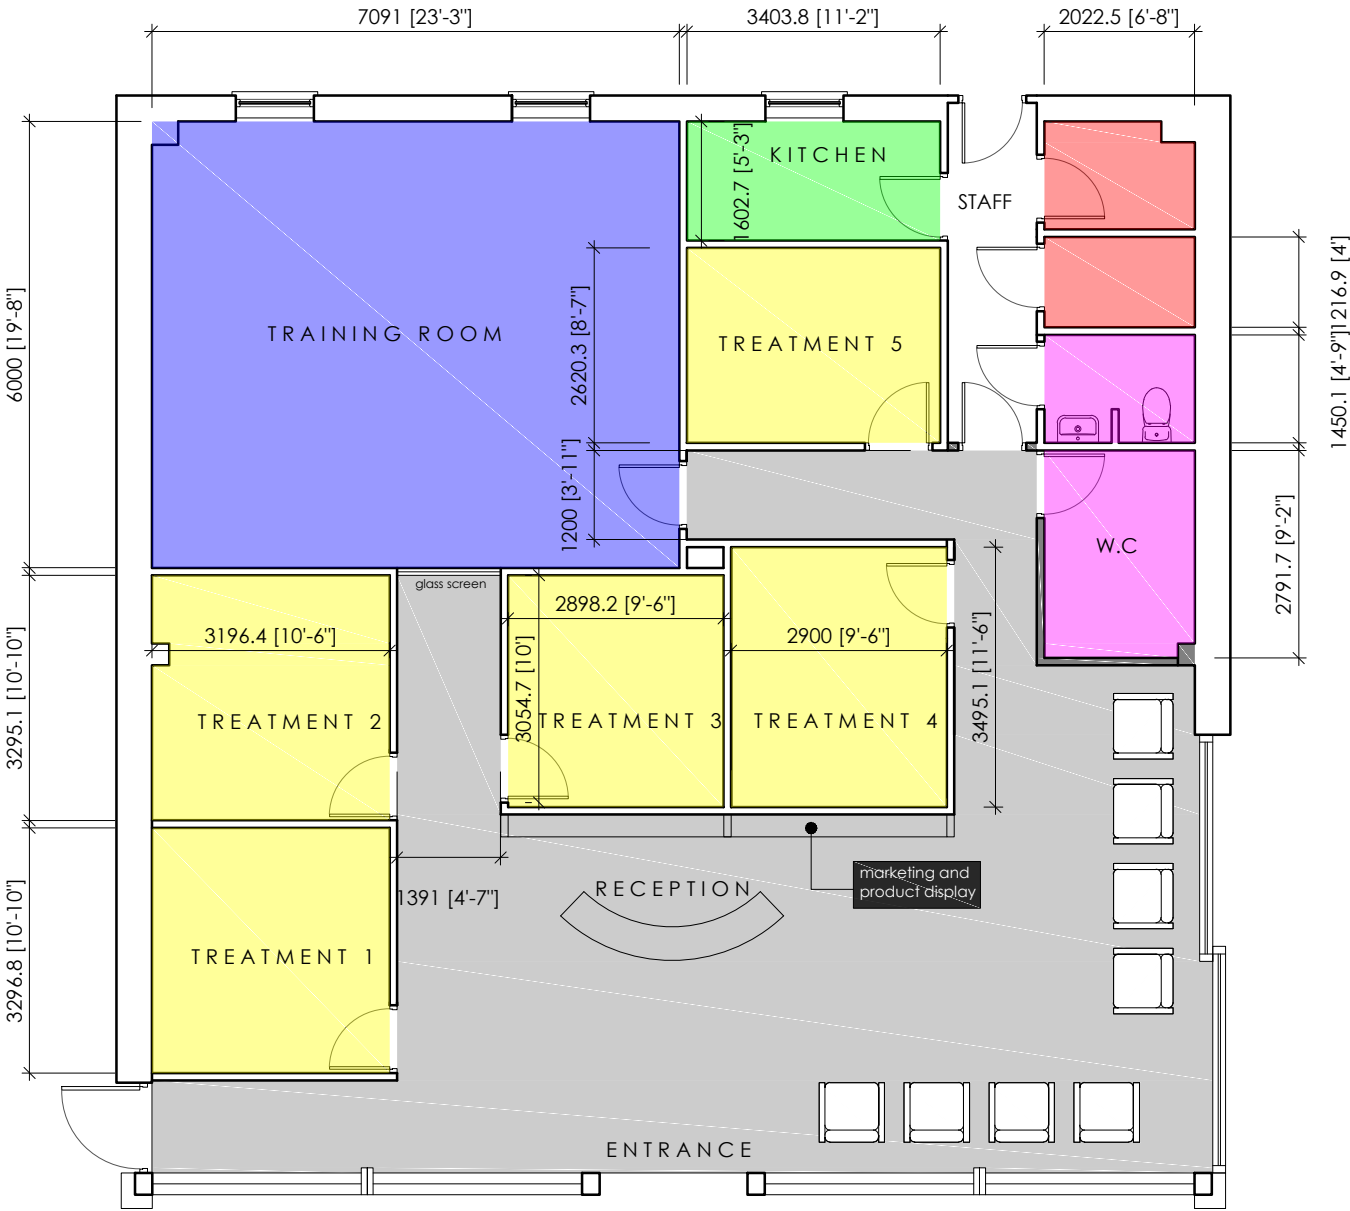 7091 [23'-3"]
3403.8 [11'-2"]
2022.5 [6'-8"]
KITCHEN
1602.7 [5'-3"]
STAFF
6000 [19'-8"]
TRAINING ROOM
2620.3 [8'-7"]
TREATMENT 5
1216.9 [4']
1450.1 [4'-9"]
1200 [3'-11"]
W.C
2791.7 [9'-2"]
glass screen
3196.4 [10'-6"]
2898.2 [9'-6"]
2900 [9'-6"]
3295.1 [10'-10"]
3054.7 [10']
3495.1 [11'-6"]
TREATMENT 2
TREATMENT 3
TREATMENT 4
marketing and
product display
RECEPTION
1391 [4'-7"]
3296.8 [10'-10"]
TREATMENT 1
ENTRANCE